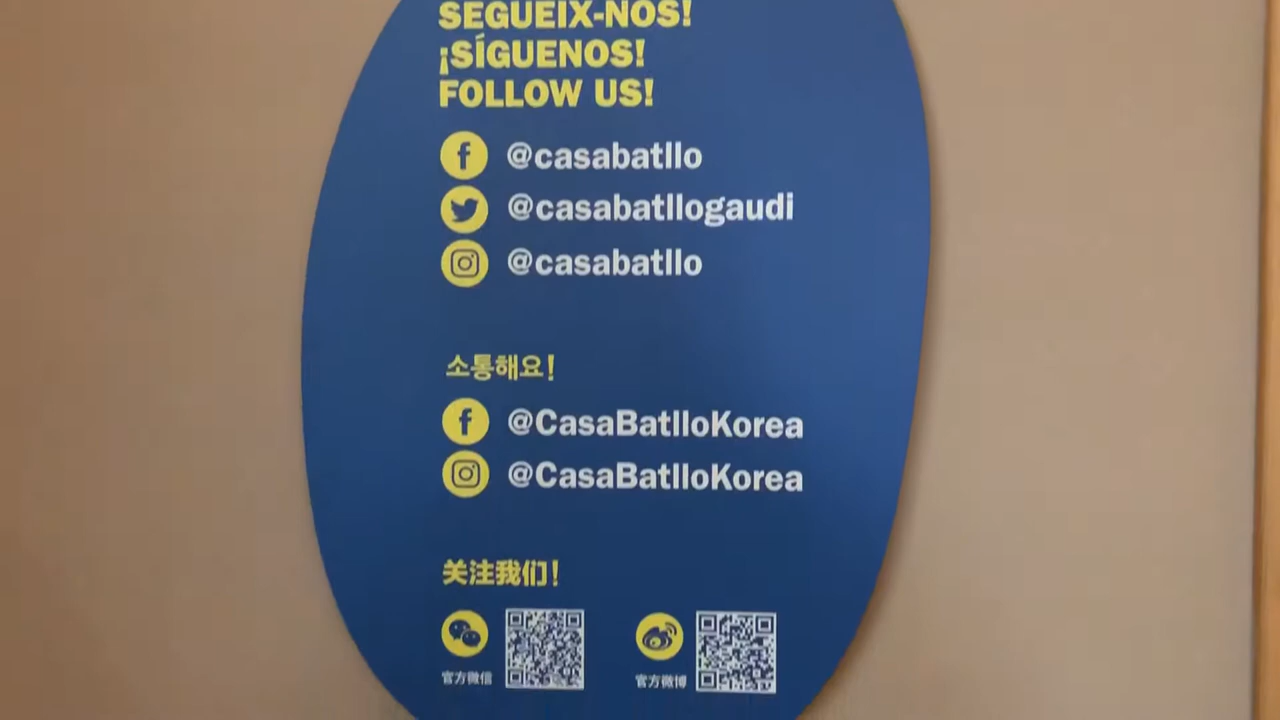 SEGUEIX-NOS!
¡SÍGUENOS!
FOLLOW US!
@casabatllo
@casabatllogaudi
@casabatllo
소통해요!
@CasaBatlloKorea
@CasaBatlloKorea
关注我们!
官方微信
官方微博